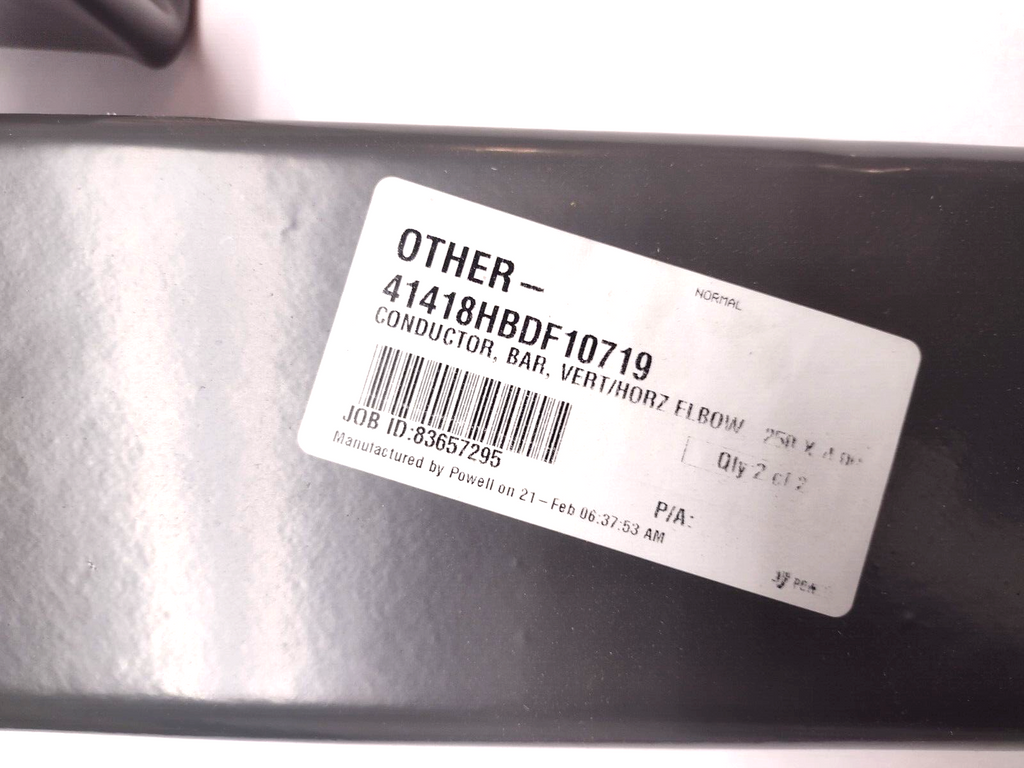 OTHER–
NORMAL
41418HBDF10719
CONDUCTOR, BAR, VERT/HORZ ELBOW 250 X
Qty 2 of 2
JOB ID:83657295
Manufactured by Powell on 21–Feb 06:37:53 AM
P/A: